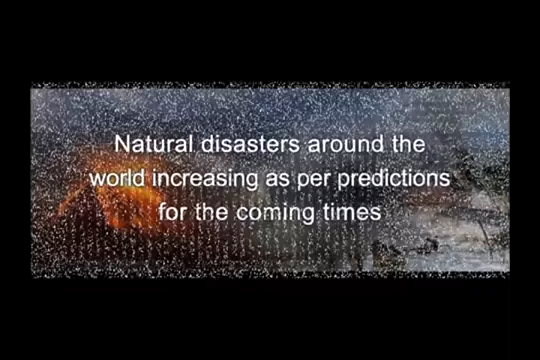 Natural disasters around the
world increasing as per predictions
for the coming times